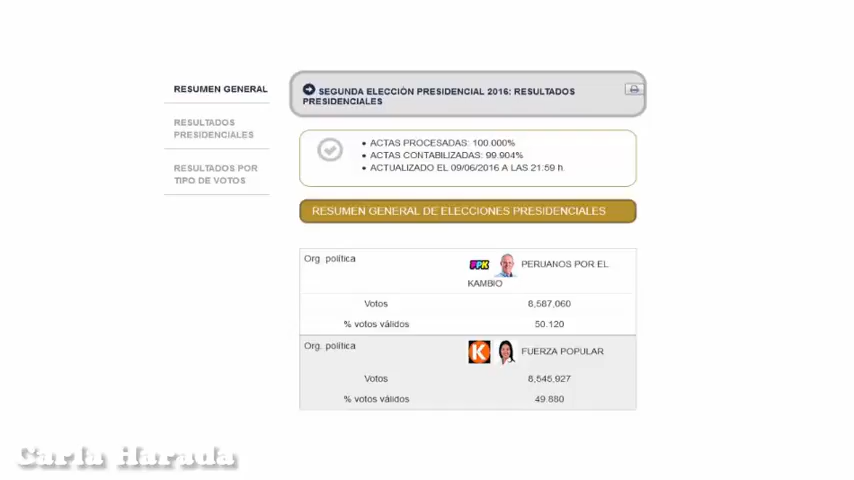 RESUMEN GENERAL
RESULTADOS
PRESIDENCIALES
RESULTADOS POR
TIPO DE VOTOS
SEGUNDA ELECCIÓN PRESIDENCIAL 2016: RESULTADOS
PRESIDENCIALES
ACTAS PROCESADAS: 100.000%
ACTAS CONTABILIZADAS: 99.904%
ACTUALIZADO EL 09/06/2016 A LAS 21:59 h
RESUMEN GENERAL DE ELECCIONES PRESIDENCIALES
Org. política
PPK PERUANOS POR EL
KAMBIO
Votos 8,587,060
% votos válidos 50.120
Org. política
K FUERZA POPULAR
Votos 8,545,927
% votos válidos 49.880
Carla Harada